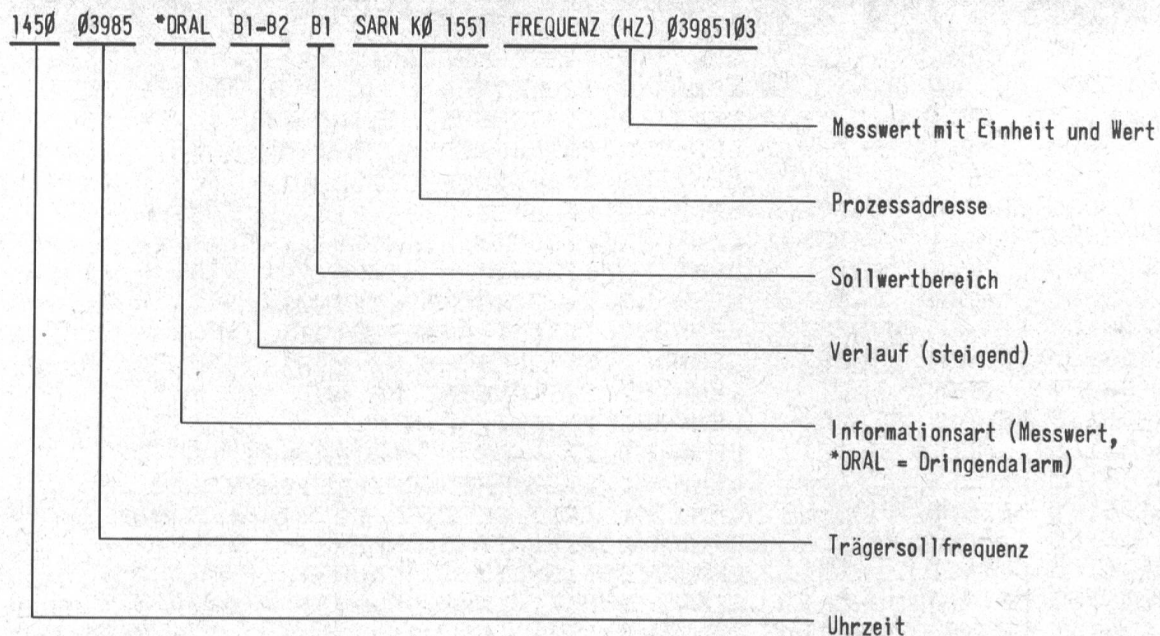 145Ø Ø3985 *DRAL B1-B2 B1 SARN KØ 1551 FREQUENZ (HZ) Ø39851Ø3
Messwert mit Einheit und Wert
Prozessadresse
Sollwertbereich
Verlauf (steigend)
Informationsart (Messwert,
*DRAL = Dringendalarm)
Trägersollfrequenz
Uhrzeit